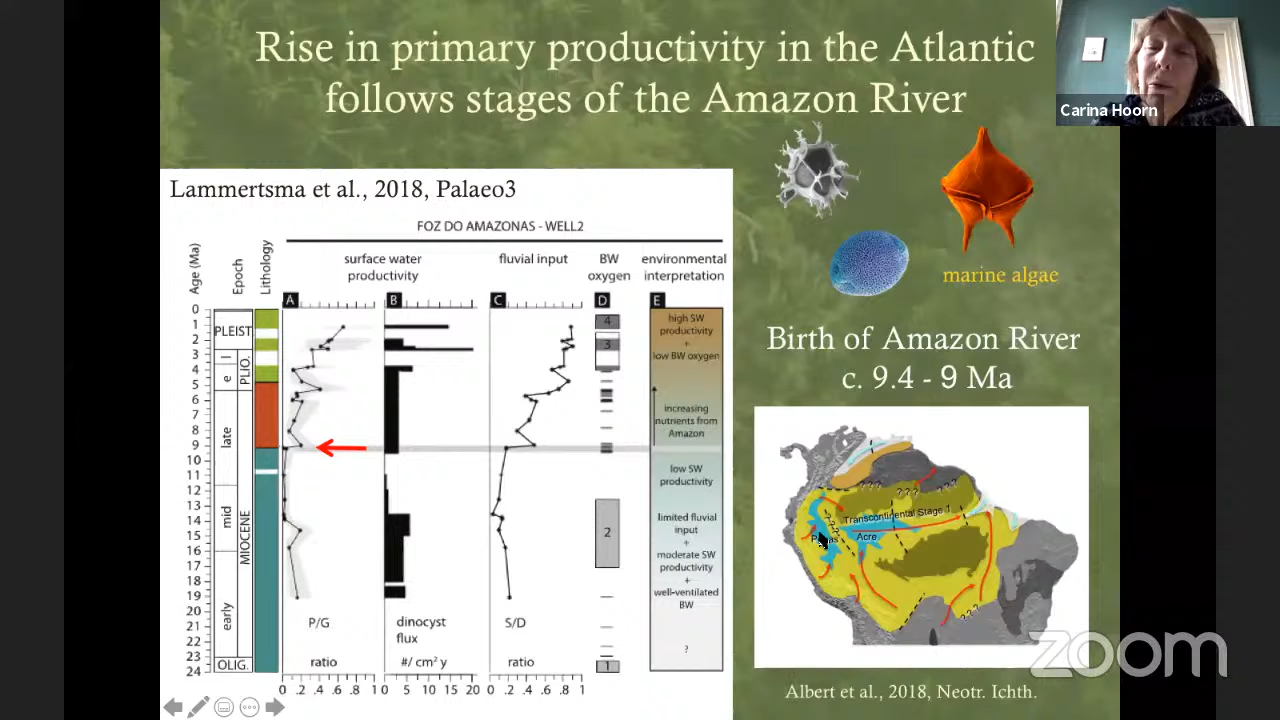 Rise in primary productivity in the Atlantic
follows stages of the Amazon River
Carina Hoorn
Lammertsma et al., 2018, Palaeo3
FOZ DO AMAZONAS - WELL2
Age (Ma)
Epoch
Lithology
surface water
productivity
fluvial input
BW
oxygen
environmental
interpretation
A
B
C
D
E
0
1
2
3
4
5
6
7
8
9
10
11
12
13
14
15
16
17
18
19
20
21
22
23
24
PLEIST
l
e
PLIO.
late
mid
early
MIOCENE
OLIG.
4
3
2
1
high SW
productivity
+
low BW oxygen
increasing
nutrients from
Amazon
low SW
productivity
limited fluvial
input
+
moderate SW
productivity
+
well-ventilated
BW
?
P/G
ratio
dinocyst
flux
#/ cm² y
S/D
ratio
0 .2 .4 .6 .8 1
0 5 10 15 20
0 .2 .4 .6 .8 1
marine algae
Birth of Amazon River
c. 9.4 - 9 Ma
Transcontinental Stage 1
Acre
? ? ?
? ? ?
? ? ?
? ? ?
? ? ?
Albert et al., 2018, Neotr. Ichth.
zoom